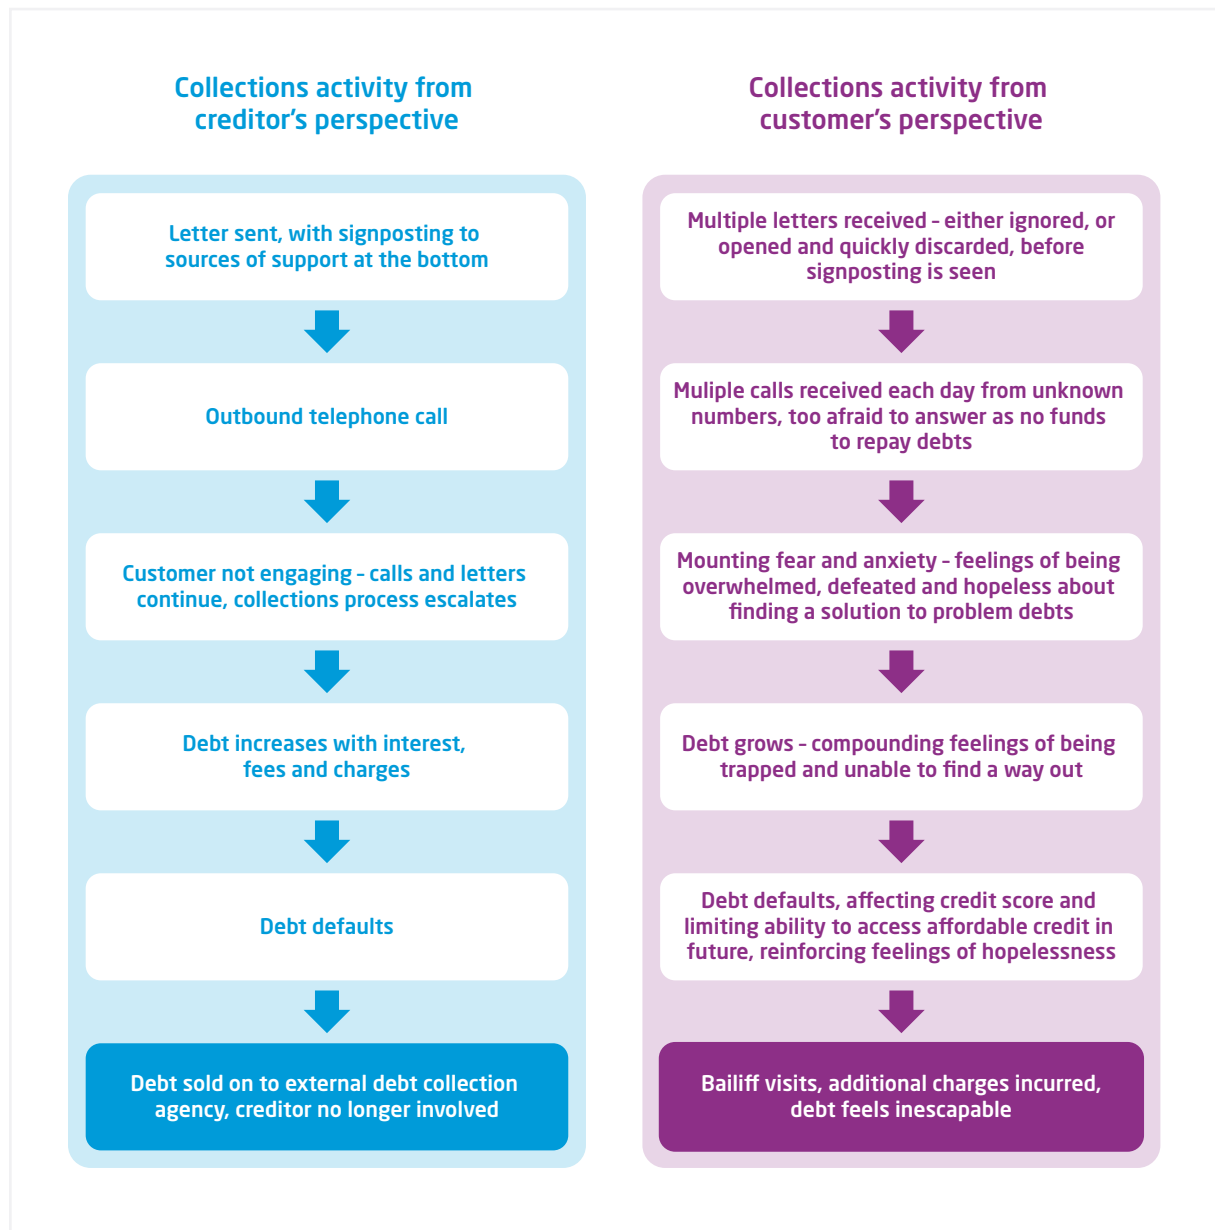 Collections activity from
creditor's perspective
Letter sent, with signposting to
sources of support at the bottom
Outbound telephone call
Customer not engaging – calls and letters
continue, collections process escalates
Debt increases with interest,
fees and charges
Debt defaults
Debt sold on to external debt collection
agency, creditor no longer involved
Collections activity from
customer's perspective
Multiple letters received – either ignored, or
opened and quickly discarded, before
signposting is seen
Muliple calls received each day from unknown
numbers, too afraid to answer as no funds
to repay debts
Mounting fear and anxiety – feelings of being
overwhelmed, defeated and hopeless about
finding a solution to problem debts
Debt grows – compounding feelings of being
trapped and unable to find a way out
Debt defaults, affecting credit score and
limiting ability to access affordable credit in
future, reinforcing feelings of hopelessness
Bailiff visits, additional charges incurred,
debt feels inescapable